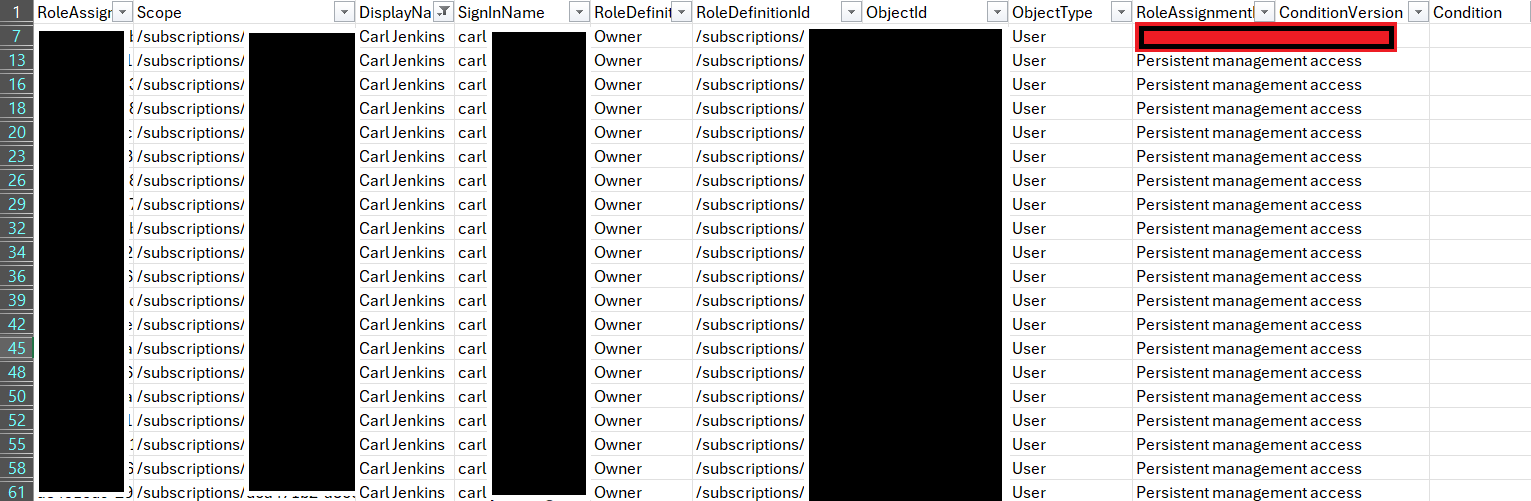 1 RoleAssig Scope DisplayNa SignInName RoleDefinit RoleDefinitionId ObjectId ObjectType RoleAssignment ConditionVersion Condition
7 /subscriptions/ Carl Jenkins carl Owner /subscriptions/ User
13 /subscriptions/ Carl Jenkins carl Owner /subscriptions/ User Persistent management access
16 /subscriptions/ Carl Jenkins carl Owner /subscriptions/ User Persistent management access
18 /subscriptions/ Carl Jenkins carl Owner /subscriptions/ User Persistent management access
20 /subscriptions/ Carl Jenkins carl Owner /subscriptions/ User Persistent management access
23 /subscriptions/ Carl Jenkins carl Owner /subscriptions/ User Persistent management access
26 /subscriptions/ Carl Jenkins carl Owner /subscriptions/ User Persistent management access
29 /subscriptions/ Carl Jenkins carl Owner /subscriptions/ User Persistent management access
32 /subscriptions/ Carl Jenkins carl Owner /subscriptions/ User Persistent management access
34 /subscriptions/ Carl Jenkins carl Owner /subscriptions/ User Persistent management access
36 /subscriptions/ Carl Jenkins carl Owner /subscriptions/ User Persistent management access
39 /subscriptions/ Carl Jenkins carl Owner /subscriptions/ User Persistent management access
42 /subscriptions/ Carl Jenkins carl Owner /subscriptions/ User Persistent management access
45 /subscriptions/ Carl Jenkins carl Owner /subscriptions/ User Persistent management access
48 /subscriptions/ Carl Jenkins carl Owner /subscriptions/ User Persistent management access
50 /subscriptions/ Carl Jenkins carl Owner /subscriptions/ User Persistent management access
52 /subscriptions/ Carl Jenkins carl Owner /subscriptions/ User Persistent management access
55 /subscriptions/ Carl Jenkins carl Owner /subscriptions/ User Persistent management access
58 /subscriptions/ Carl Jenkins carl Owner /subscriptions/ User Persistent management access
61 /subscriptions/ Carl Jenkins carl Owner /subscriptions/ User Persistent management access